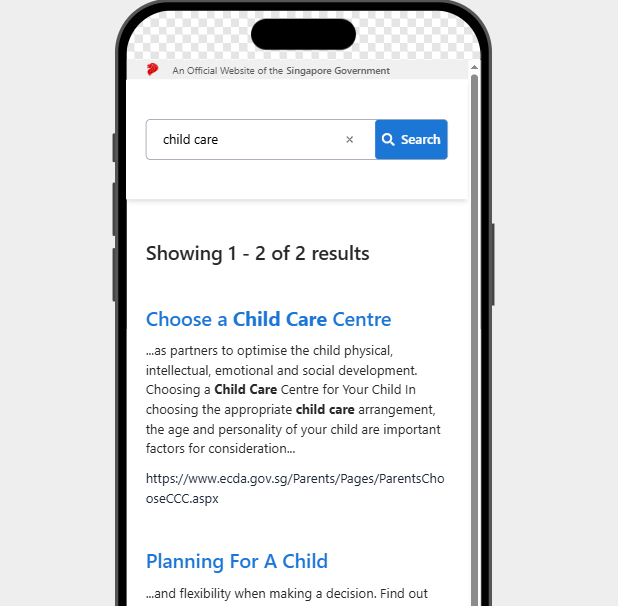 An Official Website of the Singapore Government
child care
Search
Showing 1 - 2 of 2 results
Choose a Child Care Centre
...as partners to optimise the child physical,
intellectual, emotional and social development.
Choosing a Child Care Centre for Your Child In
choosing the appropriate child care arrangement,
the age and personality of your child are important
factors for consideration...
https://www.ecda.gov.sg/Parents/Pages/ParentsCho
oseCCC.aspx
Planning For A Child
...and flexibility when making a decision. Find out